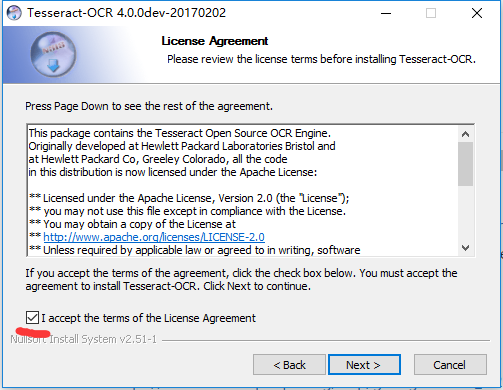 Tesseract-OCR 4.0.0dev-20170202
License Agreement
Please review the license terms before installing Tesseract-OCR.
Press Page Down to see the rest of the agreement.
This package contains the Tesseract Open Source OCR Engine.
Originally developed at Hewlett Packard Laboratories Bristol and
at Hewlett Packard Co, Greeley Colorado, all the code
in this distribution is now licensed under the Apache License:
** Licensed under the Apache License, Version 2.0 (the "License");
** you may not use this file except in compliance with the License.
** You may obtain a copy of the License at
** http://www.apache.org/licenses/LICENSE-2.0
** Unless required by applicable law or agreed to in writing, software
If you accept the terms of the agreement, click the check box below. You must accept the
agreement to install Tesseract-OCR. Click Next to continue.
I accept the terms of the License Agreement
Nullsoft Install System v2.51-1
< Back
Next >
Cancel